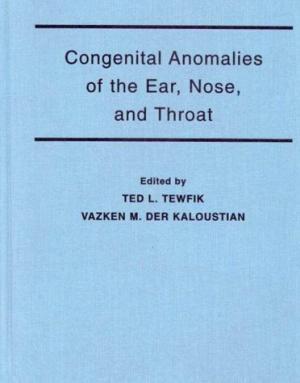 Congenital Anomalies
of the Ear, Nose,
and Throat
Edited by
TED L. TEWFIK
VAZKEN M. DER KALOUSTIAN